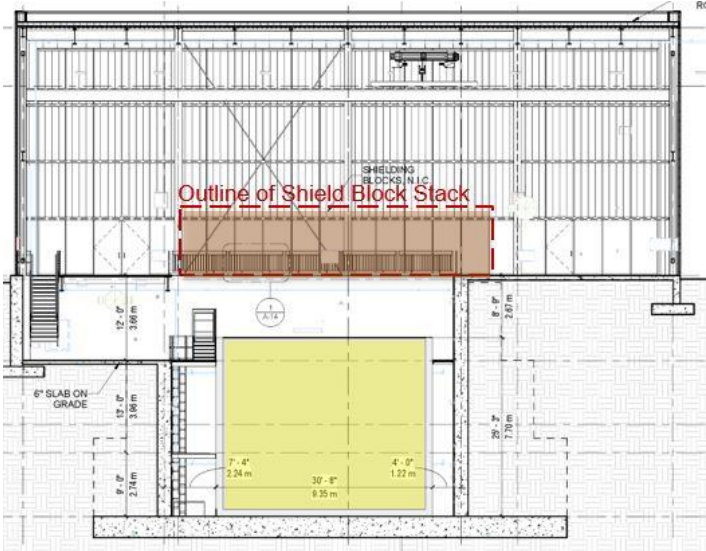 RO
SHIELDING
BLOCKS, N.I.C.
Outline of Shield Block Stack
1
A-14
12' - 0"
3.66 m
8' - 9"
2.67 m
6" SLAB ON
GRADE
13' - 0"
3.96 m
25' - 3"
7.70 m
9' - 0"
2.74 m
7' - 4"
2.24 m
4' - 0"
1.22 m
30' - 8"
9.35 m